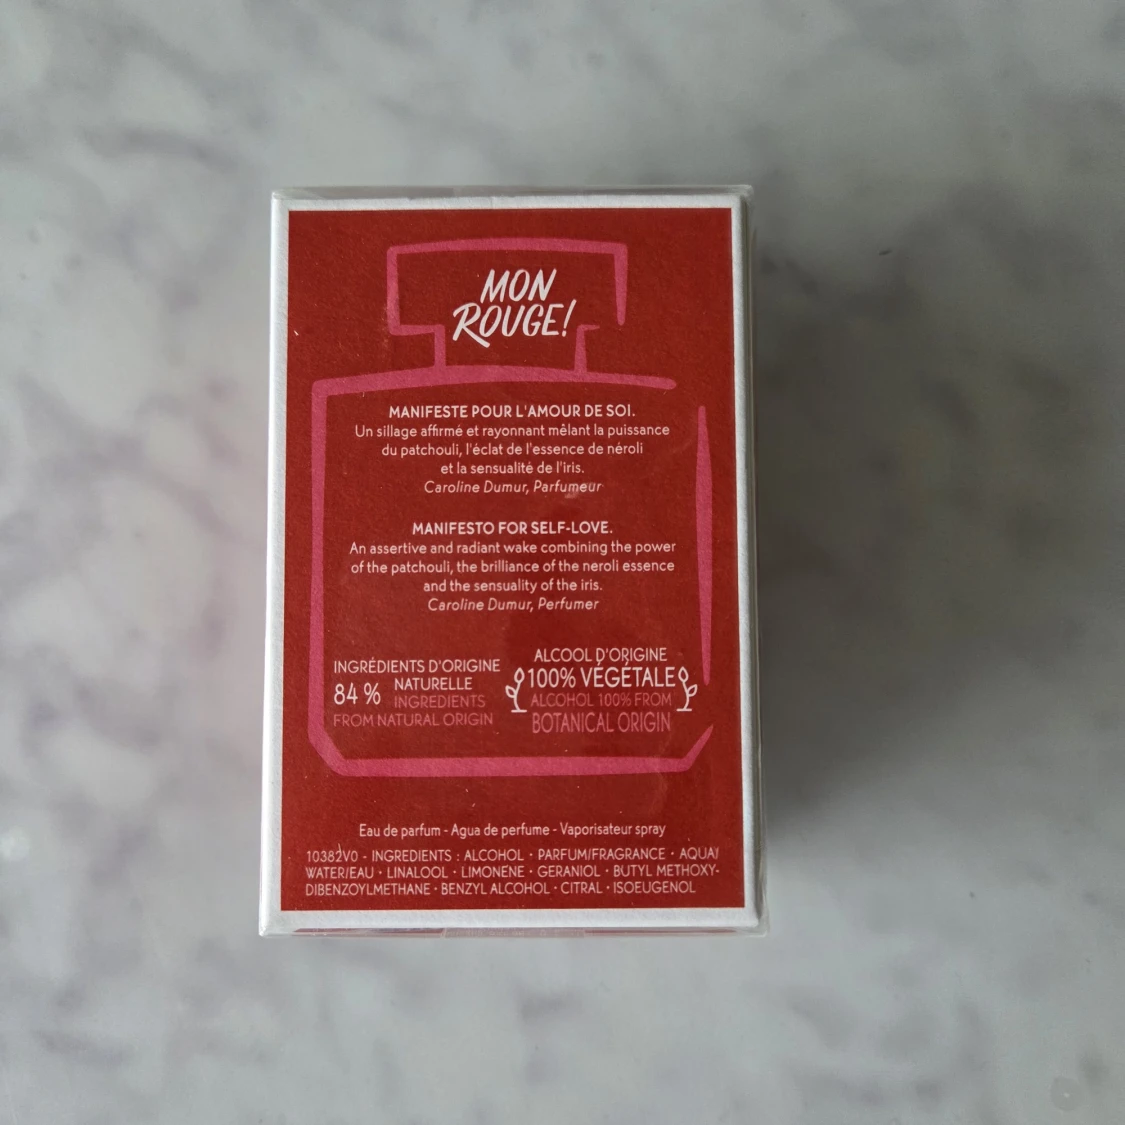 MON
ROUGE!
MANIFESTE POUR L'AMOUR DE SOI.
Un sillage affirmé et rayonnant mêlant la puissance
du patchouli, l'éclat de l'essence de néroli
et la sensualité de l'iris.
Caroline Dumur, Parfumeur
MANIFESTO FOR SELF-LOVE.
An assertive and radiant wake combining the power
of the patchouli, the brilliance of the neroli essence
and the sensuality of the iris.
Caroline Dumur, Perfumer
INGRÉDIENTS D'ORIGINE
84 % NATURELLE
INGREDIENTS
FROM NATURAL ORIGIN
ALCOOL D'ORIGINE
100% VÉGÉTALE
ALCOHOL 100% FROM
BOTANICAL ORIGIN
Eau de parfum - Agua de perfume - Vaporisateur spray
10382V0 - INGREDIENTS : ALCOHOL · PARFUM/FRAGRANCE · AQUA/
WATER/EAU · LINALOOL · LIMONENE · GERANIOL · BUTYL METHOXY-
DIBENZOYLMETHANE · BENZYL ALCOHOL · CITRAL · ISOEUGENOL